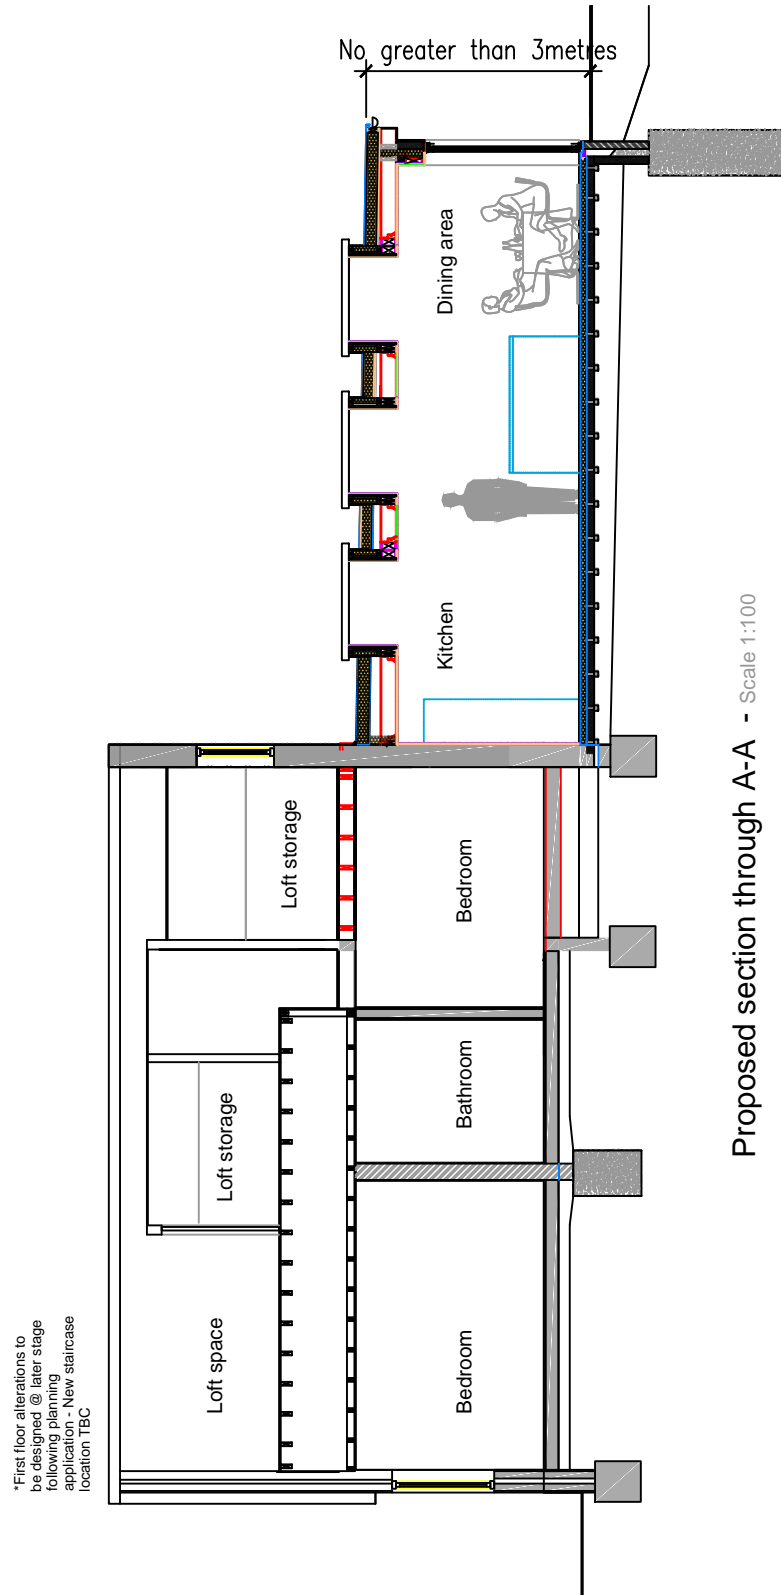 *First floor alterations to
be designed @ later stage
following planning
application - New staircase
location TBC
No greater than 3metres
Loft space
Loft storage
Loft storage
Bedroom
Bathroom
Bedroom
Kitchen
Dining area
Proposed section through A-A - Scale 1:100